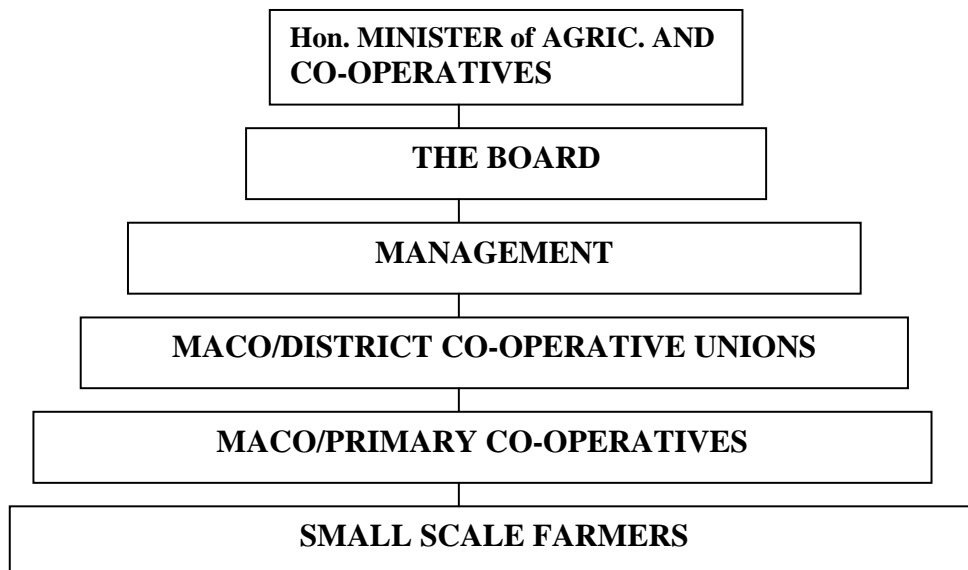 Hon. MINISTER of AGRIC. AND
CO-OPERATIVES
THE BOARD
MANAGEMENT
MACO/DISTRICT CO-OPERATIVE UNIONS
MACO/PRIMARY CO-OPERATIVES
SMALL SCALE FARMERS